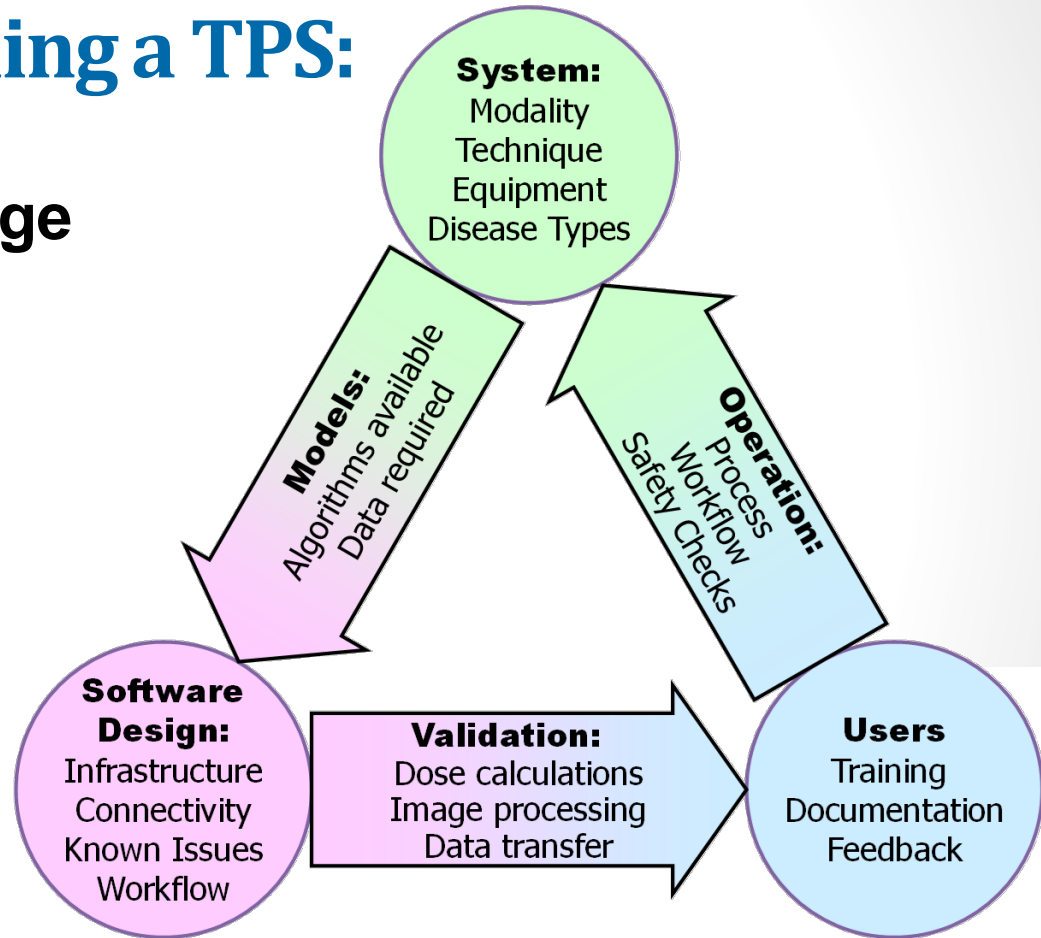 ing a TPS:
ge
System:
Modality
Technique
Equipment
Disease Types
Models:
Algorithms available
Data required
Operation:
Process
Workflow
Safety Checks
Software
Design:
Infrastructure
Connectivity
Known Issues
Workflow
Validation:
Dose calculations
Image processing
Data transfer
Users
Training
Documentation
Feedback